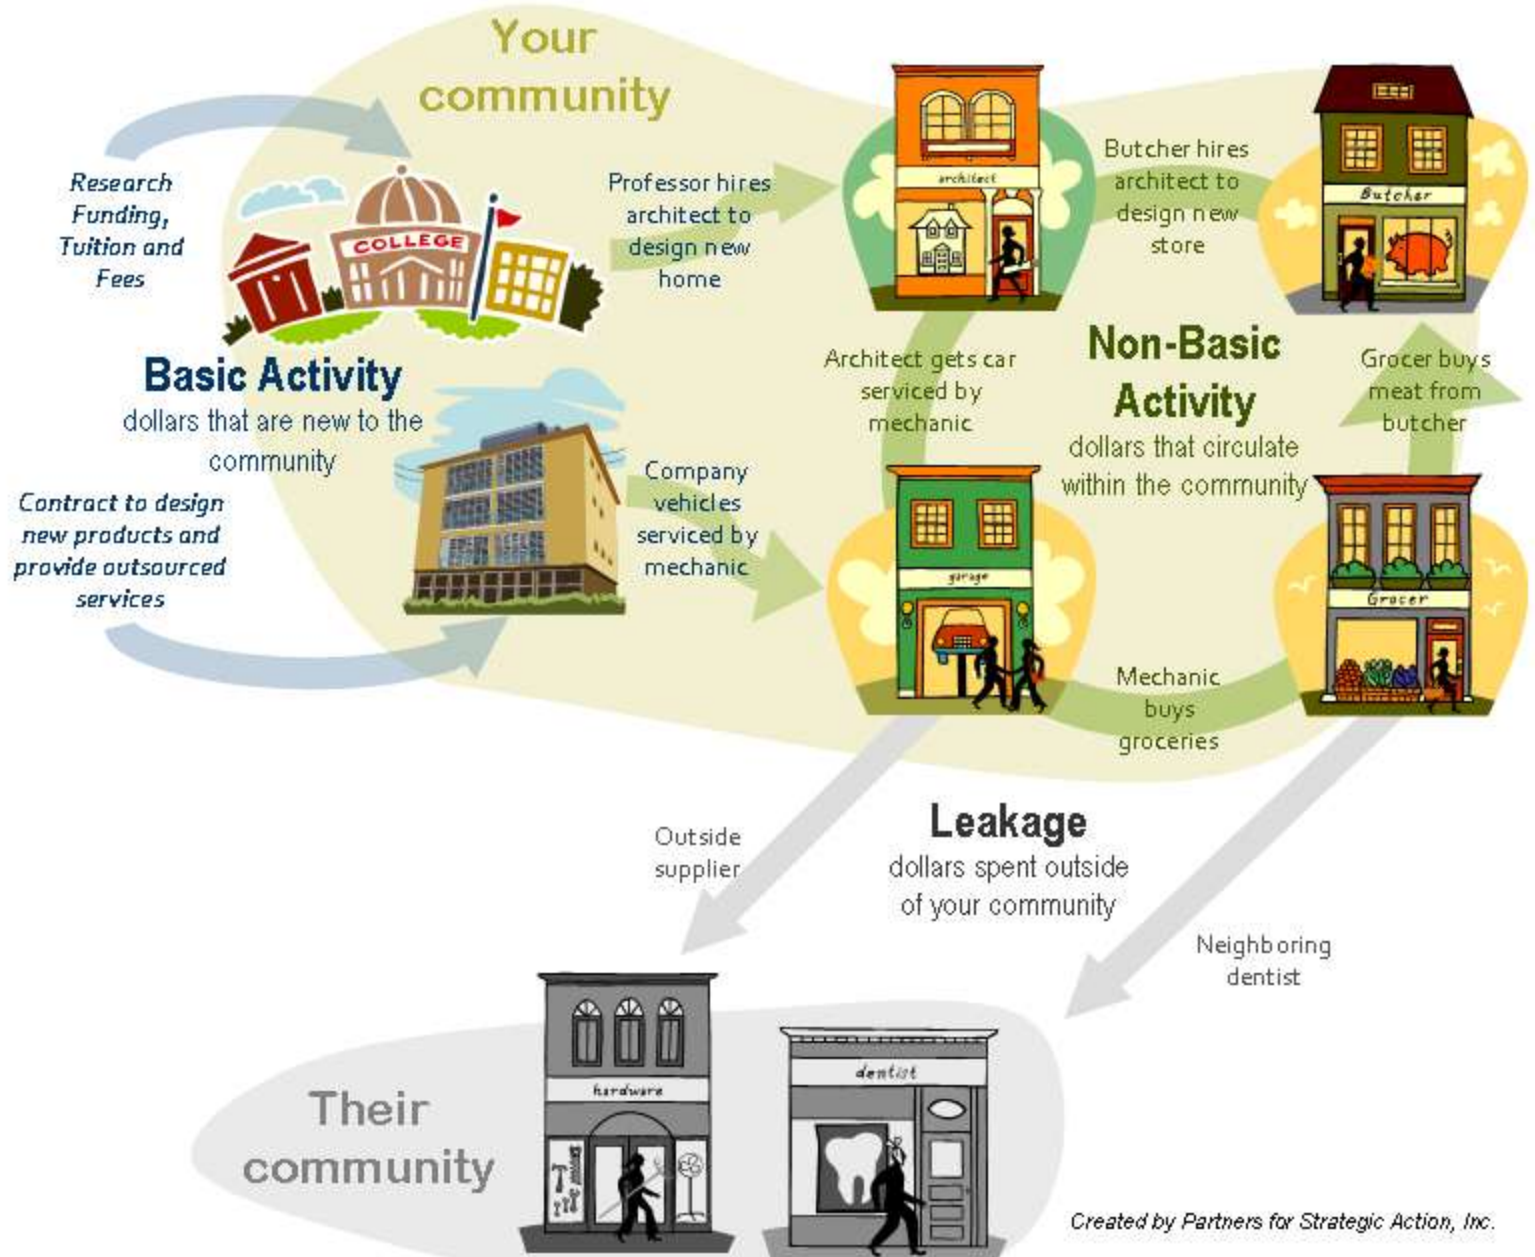 Your
community
Research
Funding,
Tuition and
Fees
COLLEGE
Professor hires
architect to
design new
home
architect
Butcher hires
architect to
design new
store
Butcher
Basic Activity
dollars that are new to the
community
Architect gets car
serviced by
mechanic
Non-Basic
Activity
dollars that circulate
within the community
Grocer buys
meat from
butcher
Contract to design
new products and
provide outsourced
services
Company
vehicles
serviced by
mechanic
garage
Grocer
Mechanic
buys
groceries
Outside
supplier
Leakage
dollars spent outside
of your community
Neighboring
dentist
Their
community
hardware
dentist
Created by Partners for Strategic Action, Inc.